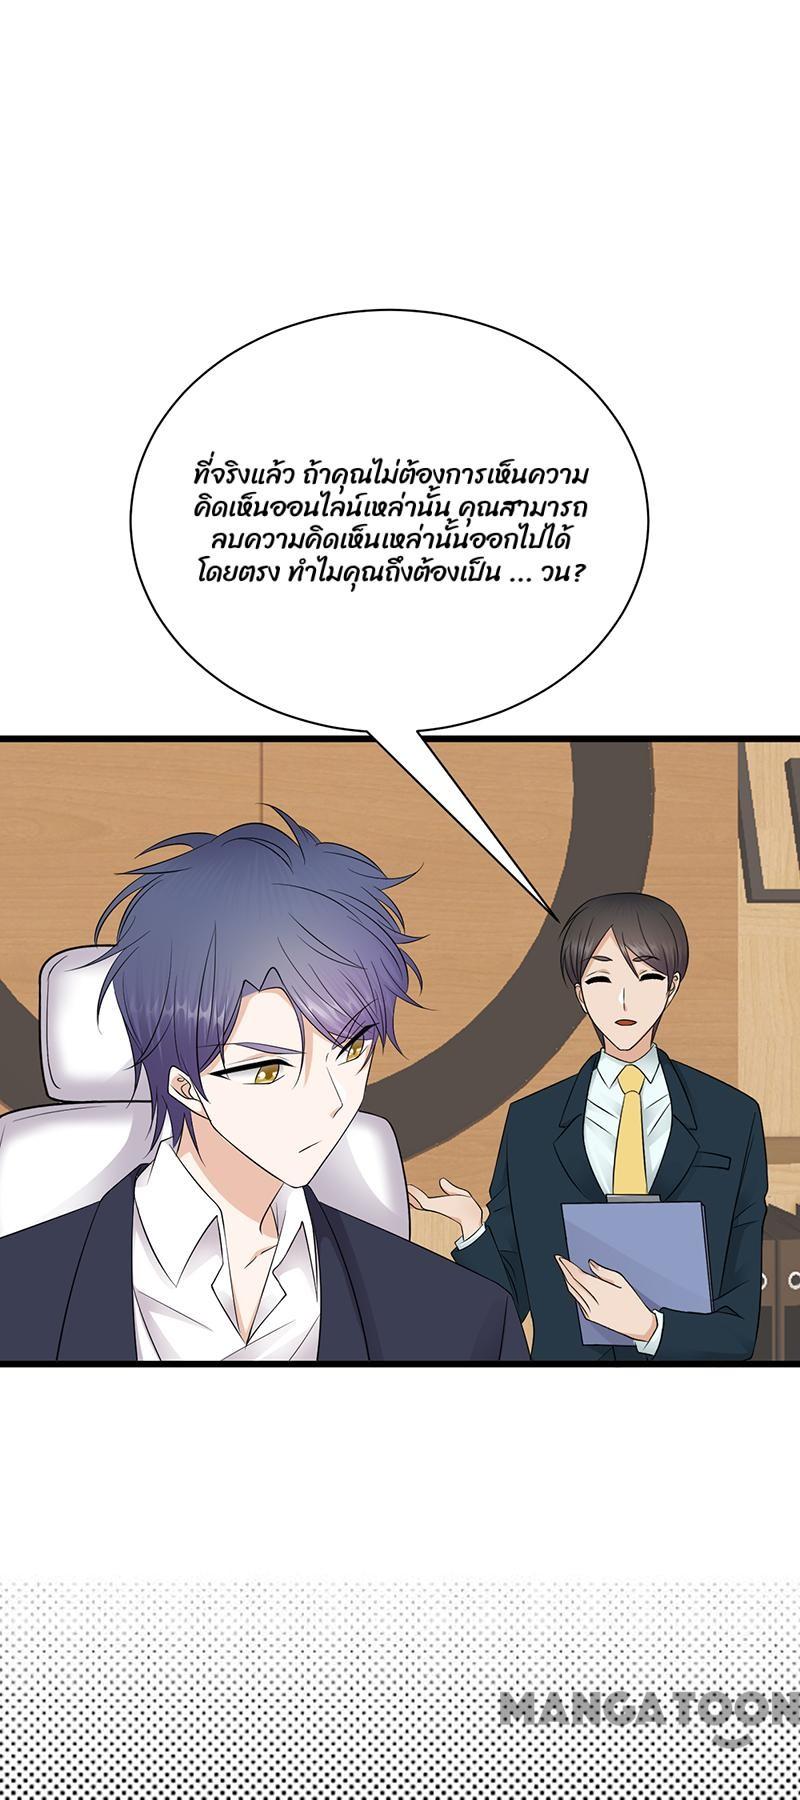 ที่จริงแล้ว ถ้าคุณไม่ต้องการเห็นความ
คิดเห็นออนไลน์เหล่านั้น คุณสามารถ
ลบความคิดเห็นเหล่านั้นออกไปได้
โดยตรง ทำไมคุณถึงต้องเป็น ... วน?
MANGATOON